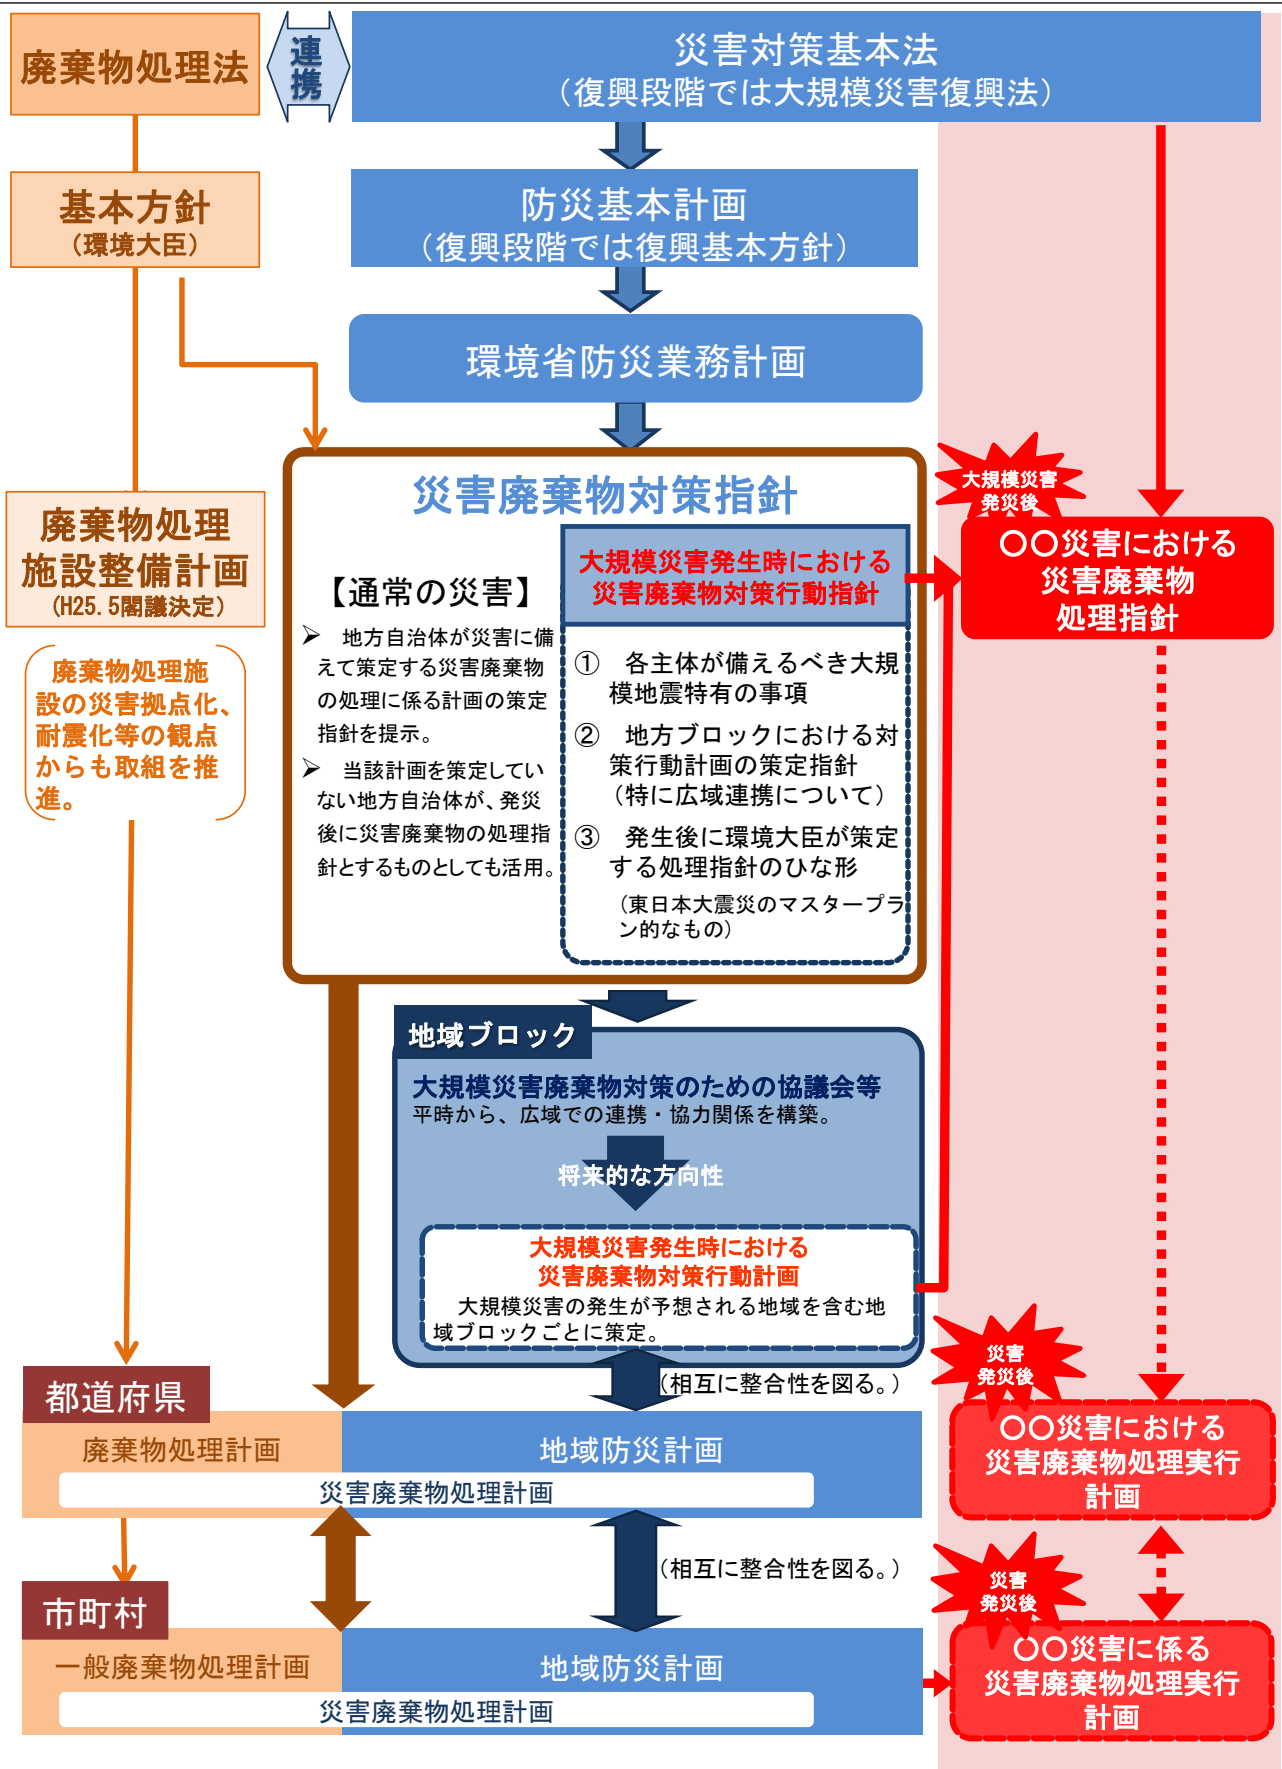 廃棄物処理法
連
携
災害対策基本法
（復興段階では大規模災害復興法）
基本方針
（環境大臣）
防災基本計画
（復興段階では復興基本方針）
環境省防災業務計画
廃棄物処理
施設整備計画
（H25.5閣議決定）
廃棄物処理施
設の災害拠点化、
耐震化等の観点
からも取組を推
進。
災害廃棄物対策指針
【通常の災害】
➢ 地方自治体が災害に備
えて策定する災害廃棄物
の処理に係る計画の策定
指針を提示。
➢ 当該計画を策定してい
ない地方自治体が、発災
後に災害廃棄物の処理指
針とするものとしても活用。
大規模災害発生時における
災害廃棄物対策行動指針
① 各主体が備えるべき大規
模地震特有の事項
② 地方ブロックにおける対
策行動計画の策定指針
（特に広域連携について）
③ 発生後に環境大臣が策定
する処理指針のひな形
（東日本大震災のマスタープラ
ン的なもの）
大規模災害
発災後
〇〇災害における
災害廃棄物
処理指針
地域ブロック
大規模災害廃棄物対策のための協議会等
平時から、広域での連携・協力関係を構築。
将来的な方向性
大規模災害発生時における
災害廃棄物対策行動計画
大規模災害の発生が予想される地域を含む地
域ブロックごとに策定。
（相互に整合性を図る。）
都道府県
廃棄物処理計画
地域防災計画
災害廃棄物処理計画
災害
発災後
〇〇災害における
災害廃棄物処理実行
計画
（相互に整合性を図る。）
市町村
一般廃棄物処理計画
地域防災計画
災害廃棄物処理計画
災害
発災後
〇〇災害に係る
災害廃棄物処理実行
計画